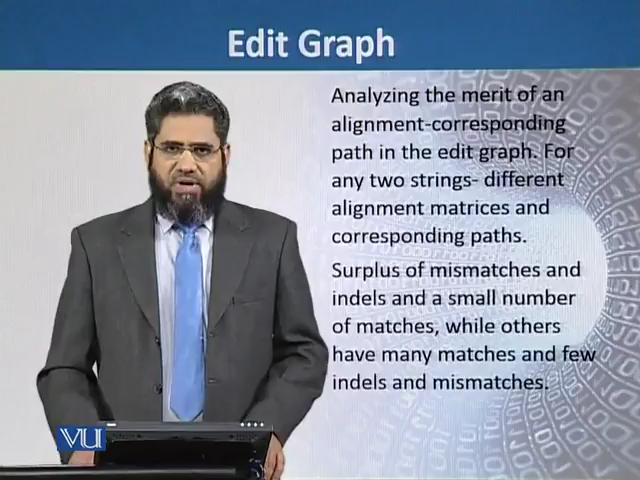 Edit Graph
Analyzing the merit of an
alignment-corresponding
path in the edit graph. For
any two strings- different
alignment matrices and
corresponding paths.
Surplus of mismatches and
indels and a small number
of matches, while others
have many matches and few
indels and mismatches.
VU